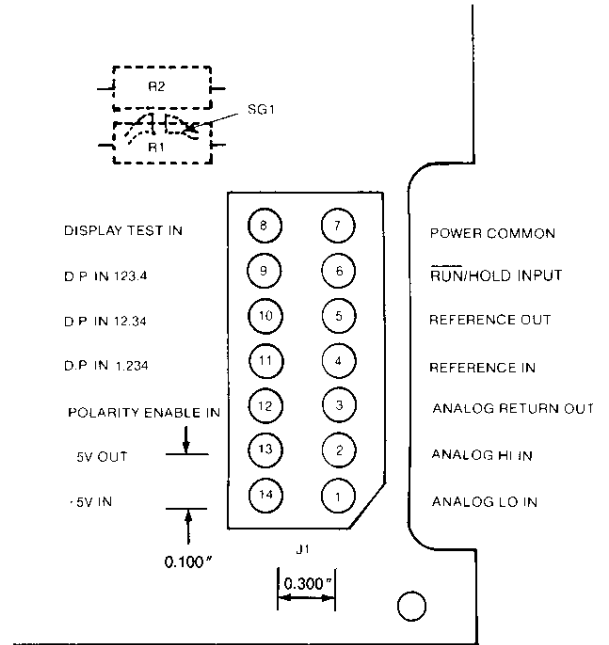 R2
SG1
R1
DISPLAY TEST IN 8 7 POWER COMMON
D P IN 123.4 9 6 RUN/HOLD INPUT
D P IN 12.34 10 5 REFERENCE OUT
D.P IN 1.234 11 4 REFERENCE IN
POLARITY ENABLE IN 12 3 ANALOG RETURN OUT
5V OUT 13 2 ANALOG HI IN
-5V IN 14 1 ANALOG LO IN
0.100"
J1
0.300"